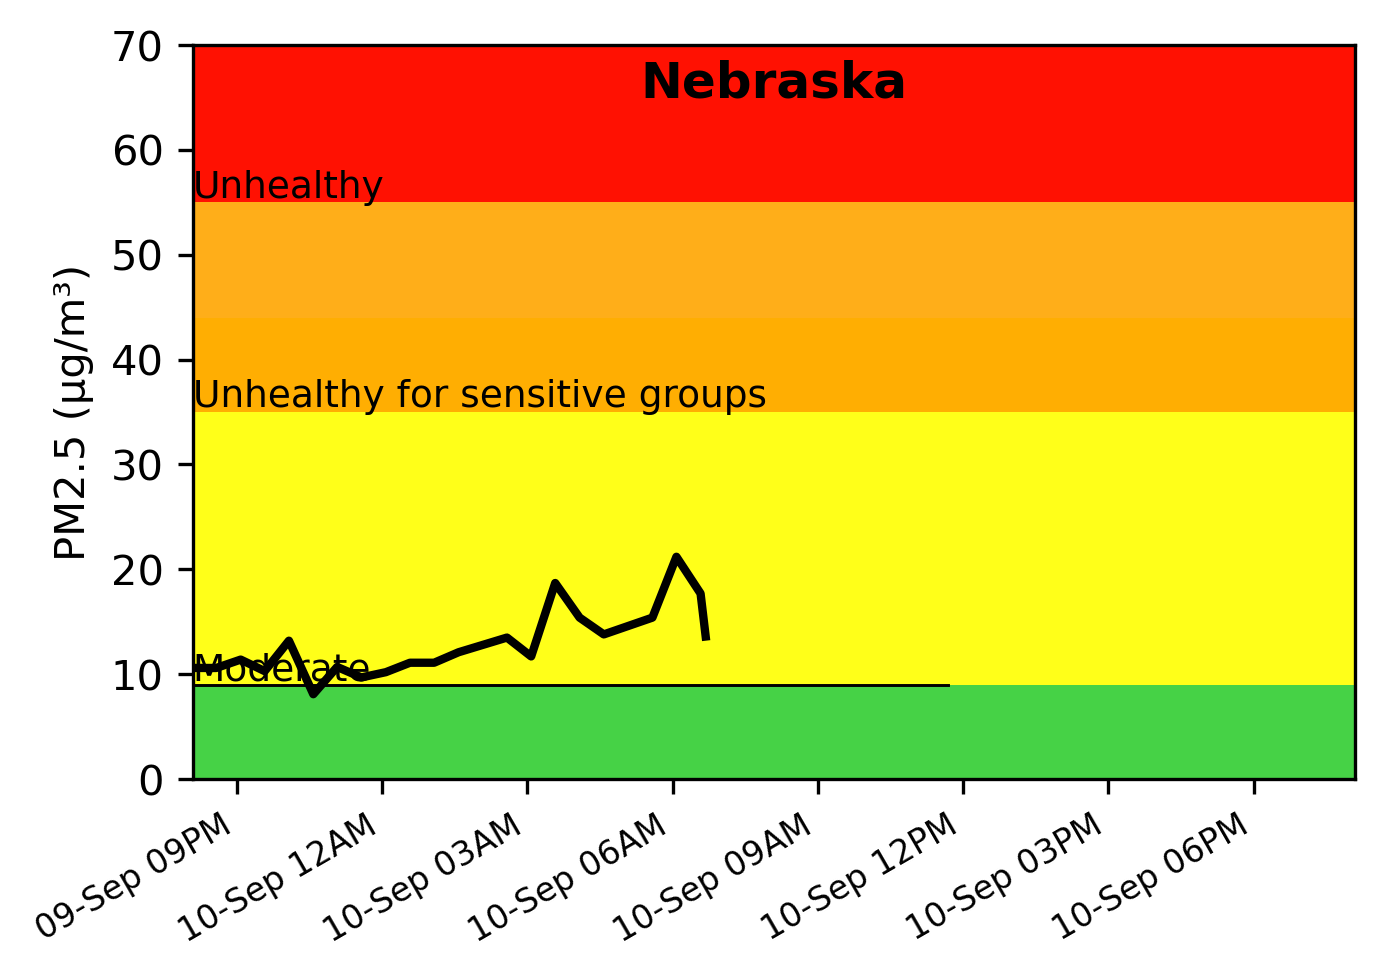 Nebraska
70
60
50
40
30
20
10
0
PM2.5 (µg/m³)
Unhealthy
Unhealthy for sensitive groups
Moderate
09-Sep 09PM
10-Sep 12AM
10-Sep 03AM
10-Sep 06AM
10-Sep 09AM
10-Sep 12PM
10-Sep 03PM
10-Sep 06PM